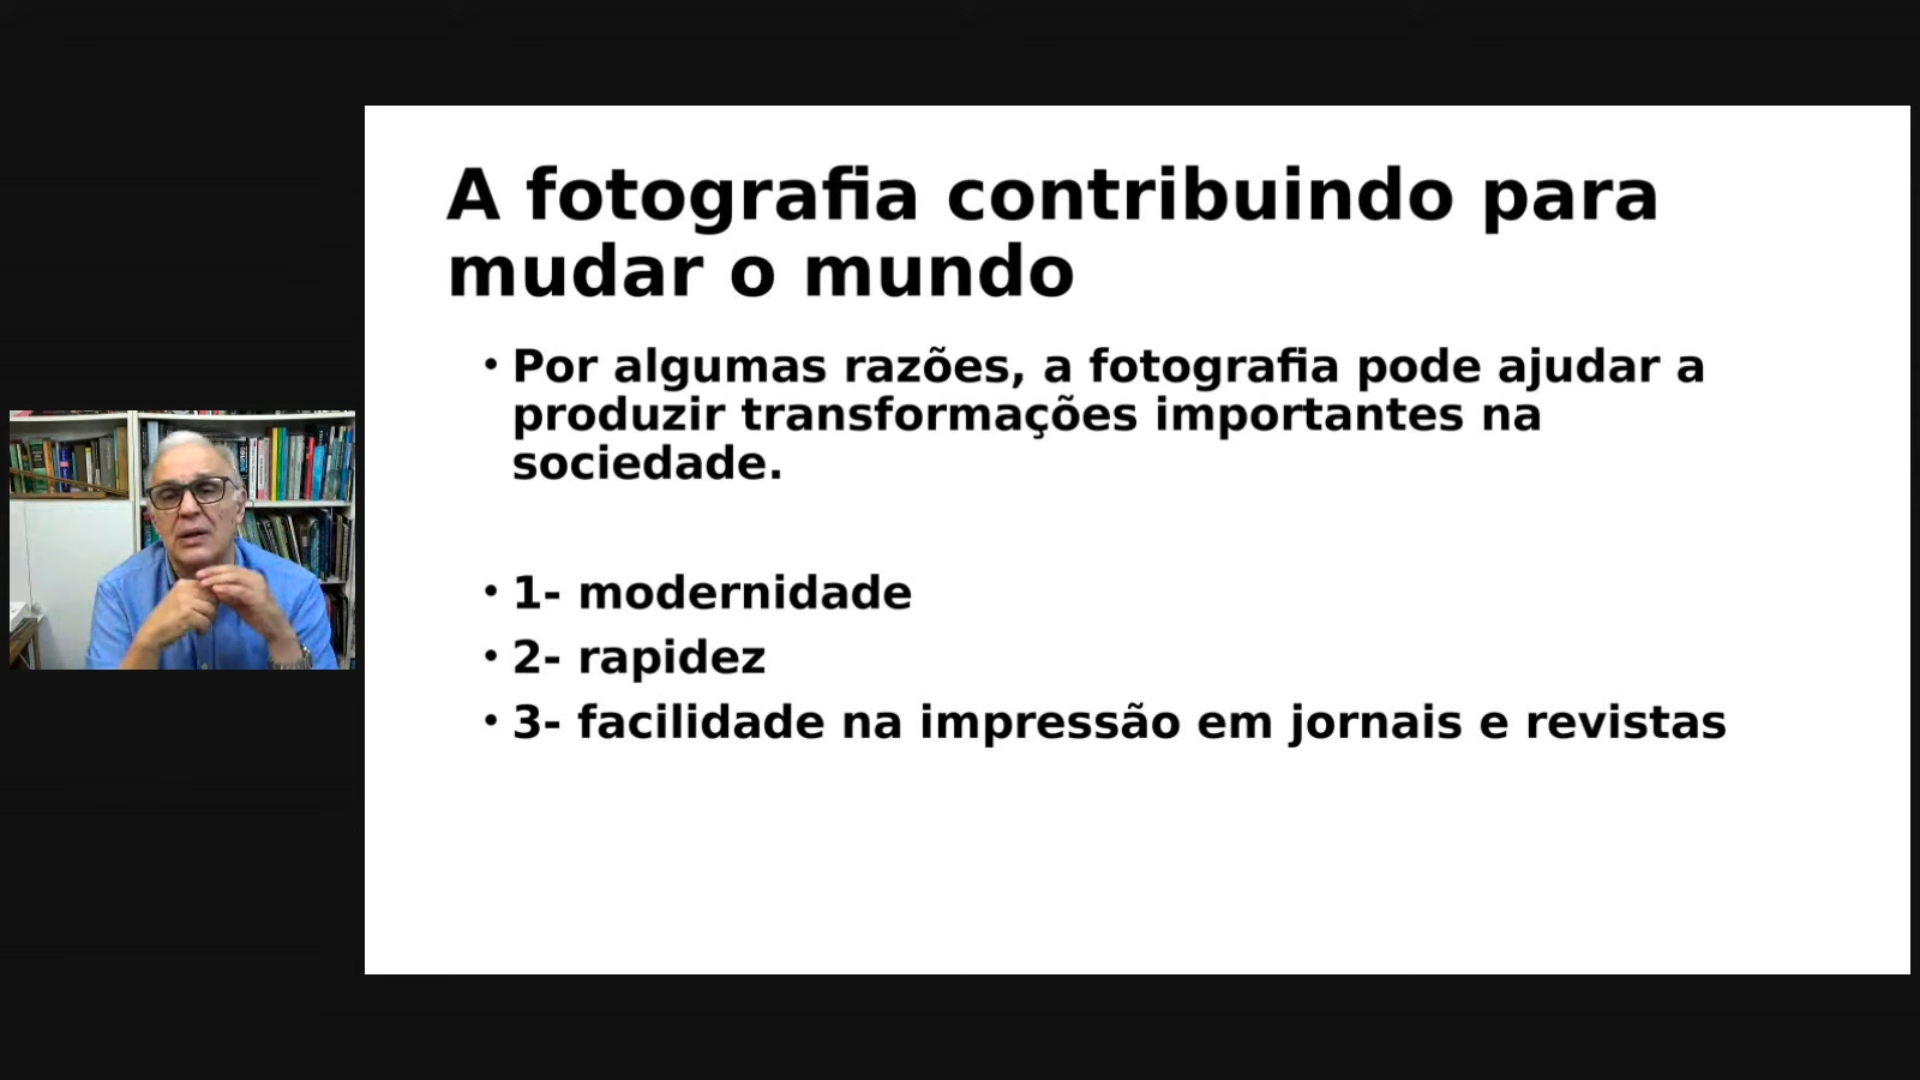 A fotografia contribuindo para
mudar o mundo
• Por algumas razões, a fotografia pode ajudar a
produzir transformações importantes na
sociedade.
• 1- modernidade
• 2- rapidez
• 3- facilidade na impressão em jornais e revistas